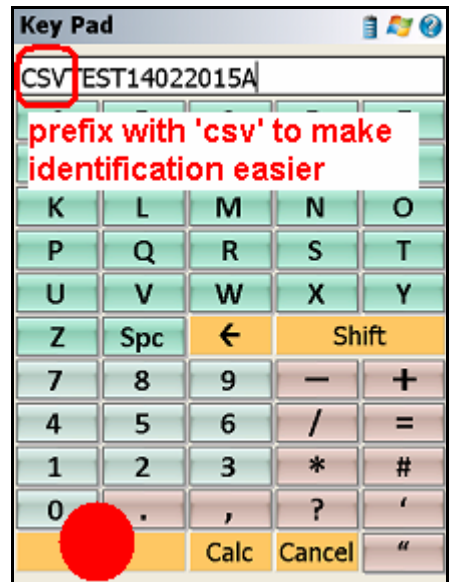 Key Pad
CSVTEST14022015A
prefix with 'csv' to make
identification easier
K L M N O
P Q R S T
U V W X Y
Z Spc ← Shift
7 8 9 - +
4 5 6 / =
1 2 3 * #
0 . , ? ‘
Calc Cancel “